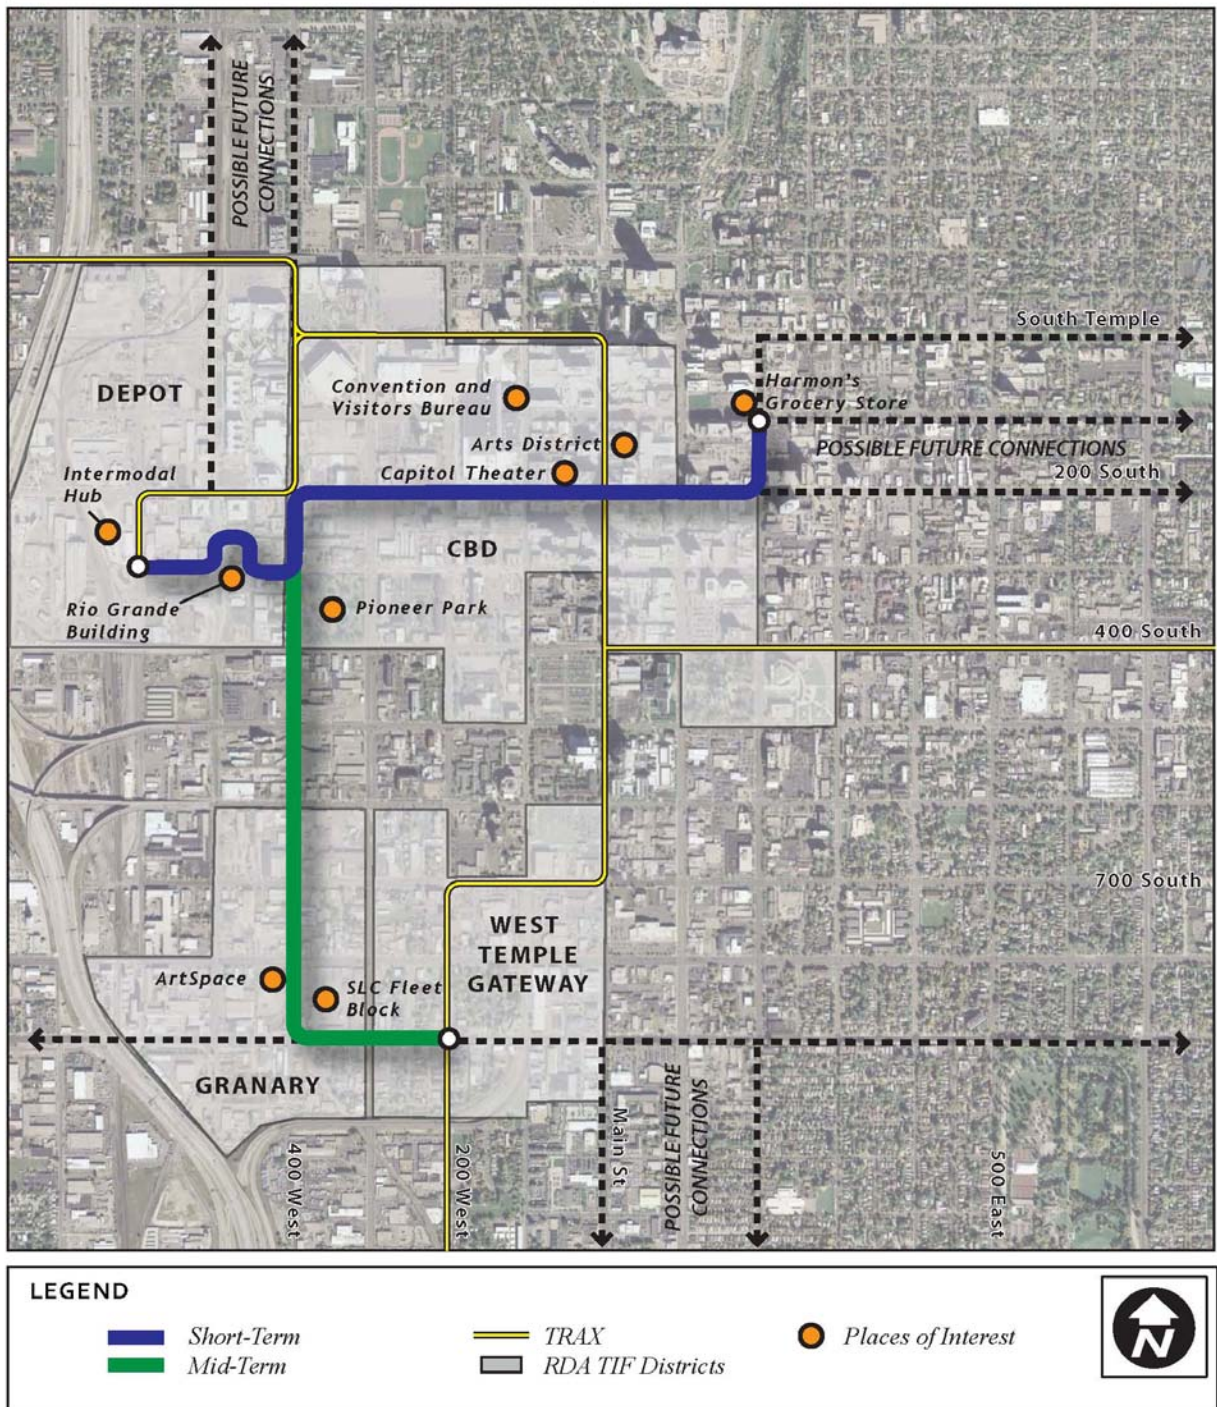 POSSIBLE FUTURE
CONNECTIONS
South Temple
DEPOT
Convention and
Visitors Bureau
Harmon's
Grocery Store
Arts District
POSSIBLE FUTURE CONNECTIONS
Capitol Theater
200 South
Intermodal
Hub
CBD
Rio Grande
Building
Pioneer Park
400 South
700 South
WEST
TEMPLE
GATEWAY
ArtSpace
SLC Fleet
Block
GRANARY
POSSIBLE FUTURE
CONNECTIONS
400 West
200 West
Main St
500 East
LEGEND
Short-Term
Mid-Term
TRAX
RDA TIF Districts
Places of Interest
N